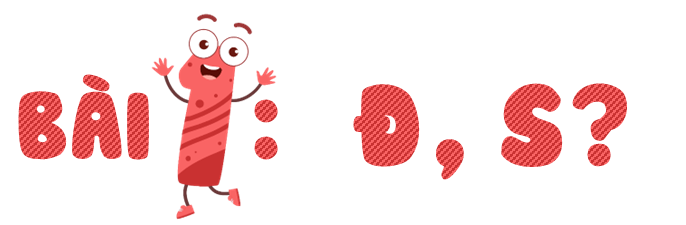 BÀI 1: Đ, S?